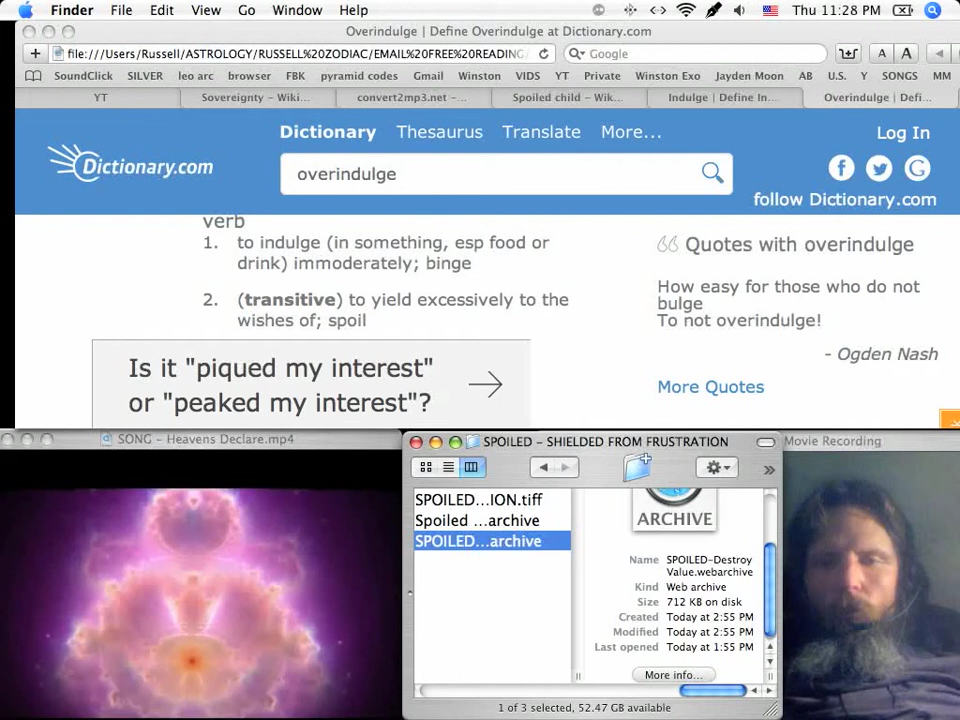 Finder File Edit View Go Window Help Thu 11:28 PM
Overindulge | Define Overindulge at Dictionary.com
file:///Users/Russell/ASTROLOGY/RUSSELL%20ZODIAC/EMAIL%20FREE%20READING Google A A
SoundClick SILVER leo arc browser FBK pyramid codes Gmail Winston VIDS YT Private Winston Exo Jayden Moon AB U.S. Y SONGS MM
YT Sovereignty - Wiki... convert2mp3.net -... Spoiled child - Wik... Indulge | Define In... Overindulge | Defi...
Dictionary Thesaurus Translate More... Log In
Dictionary.com
overindulge
follow Dictionary.com
verb
1. to indulge (in something, esp food or
drink) immoderately; binge
2. (transitive) to yield excessively to the
wishes of; spoil
Quotes with overindulge
How easy for those who do not
bulge
To not overindulge!
- Ogden Nash
More Quotes
Is it "piqued my interest"
or "peaked my interest"?
SONG - Heavens Declare.mp4
SPOILED - SHIELDED FROM FRUSTRATION
Movie Recording
SPOILED...ION.tiff
Spoiled ...archive
SPOILED...archive
ARCHIVE
Name SPOILED-Destroy
Value.webarchive
Kind Web archive
Size 712 KB on disk
Created Today at 2:55 PM
Modified Today at 2:55 PM
Last opened Today at 1:55 PM
More info...
1 of 3 selected, 52.47 GB available